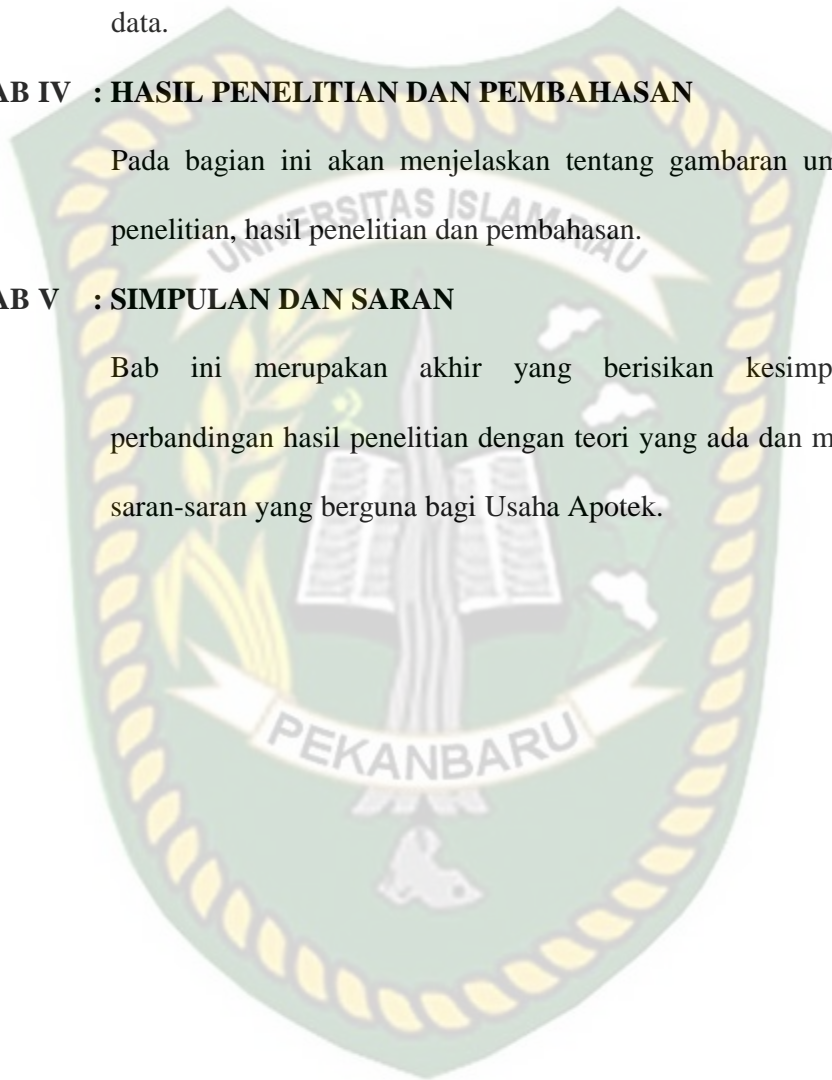 data.
AB IV : HASIL PENELITIAN DAN PEMBAHASAN
Pada bagian ini akan menjelaskan tentang gambaran um
penelitian, hasil penelitian dan pembahasan.
UNIVERSITAS ISLAM RIAU
AB V : SIMPULAN DAN SARAN
Bab ini merupakan akhir yang berisikan kesimp
perbandingan hasil penelitian dengan teori yang ada dan m
saran-saran yang berguna bagi Usaha Apotek.
PEKANBARU